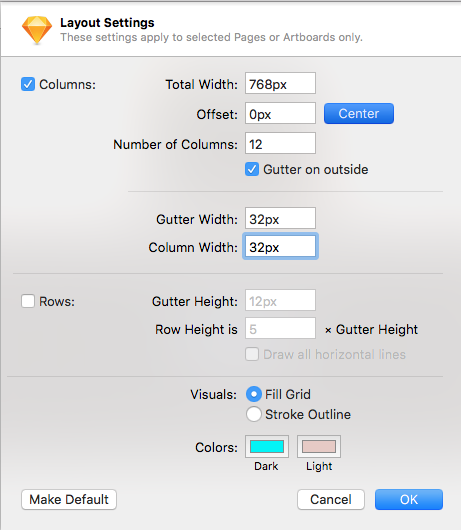 Layout Settings
These settings apply to selected Pages or Artboards only.
Columns: Total Width: 768px
Offset: 0px Center
Number of Columns: 12
Gutter on outside
Gutter Width: 32px
Column Width: 32px
Rows: Gutter Height: 12px
Row Height is 5 × Gutter Height
Draw all horizontal lines
Visuals: Fill Grid
Stroke Outline
Colors:
Dark Light
Make Default Cancel OK